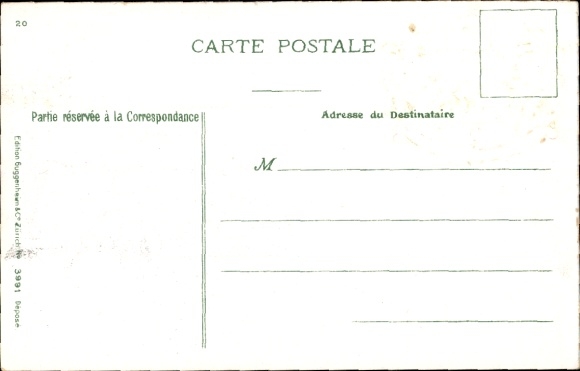 20
CARTE POSTALE
Partie réservée à la Correspondance
Adresse du Destinataire
M
Edition Guggenheim & Co Zürich No 3991 Déposé